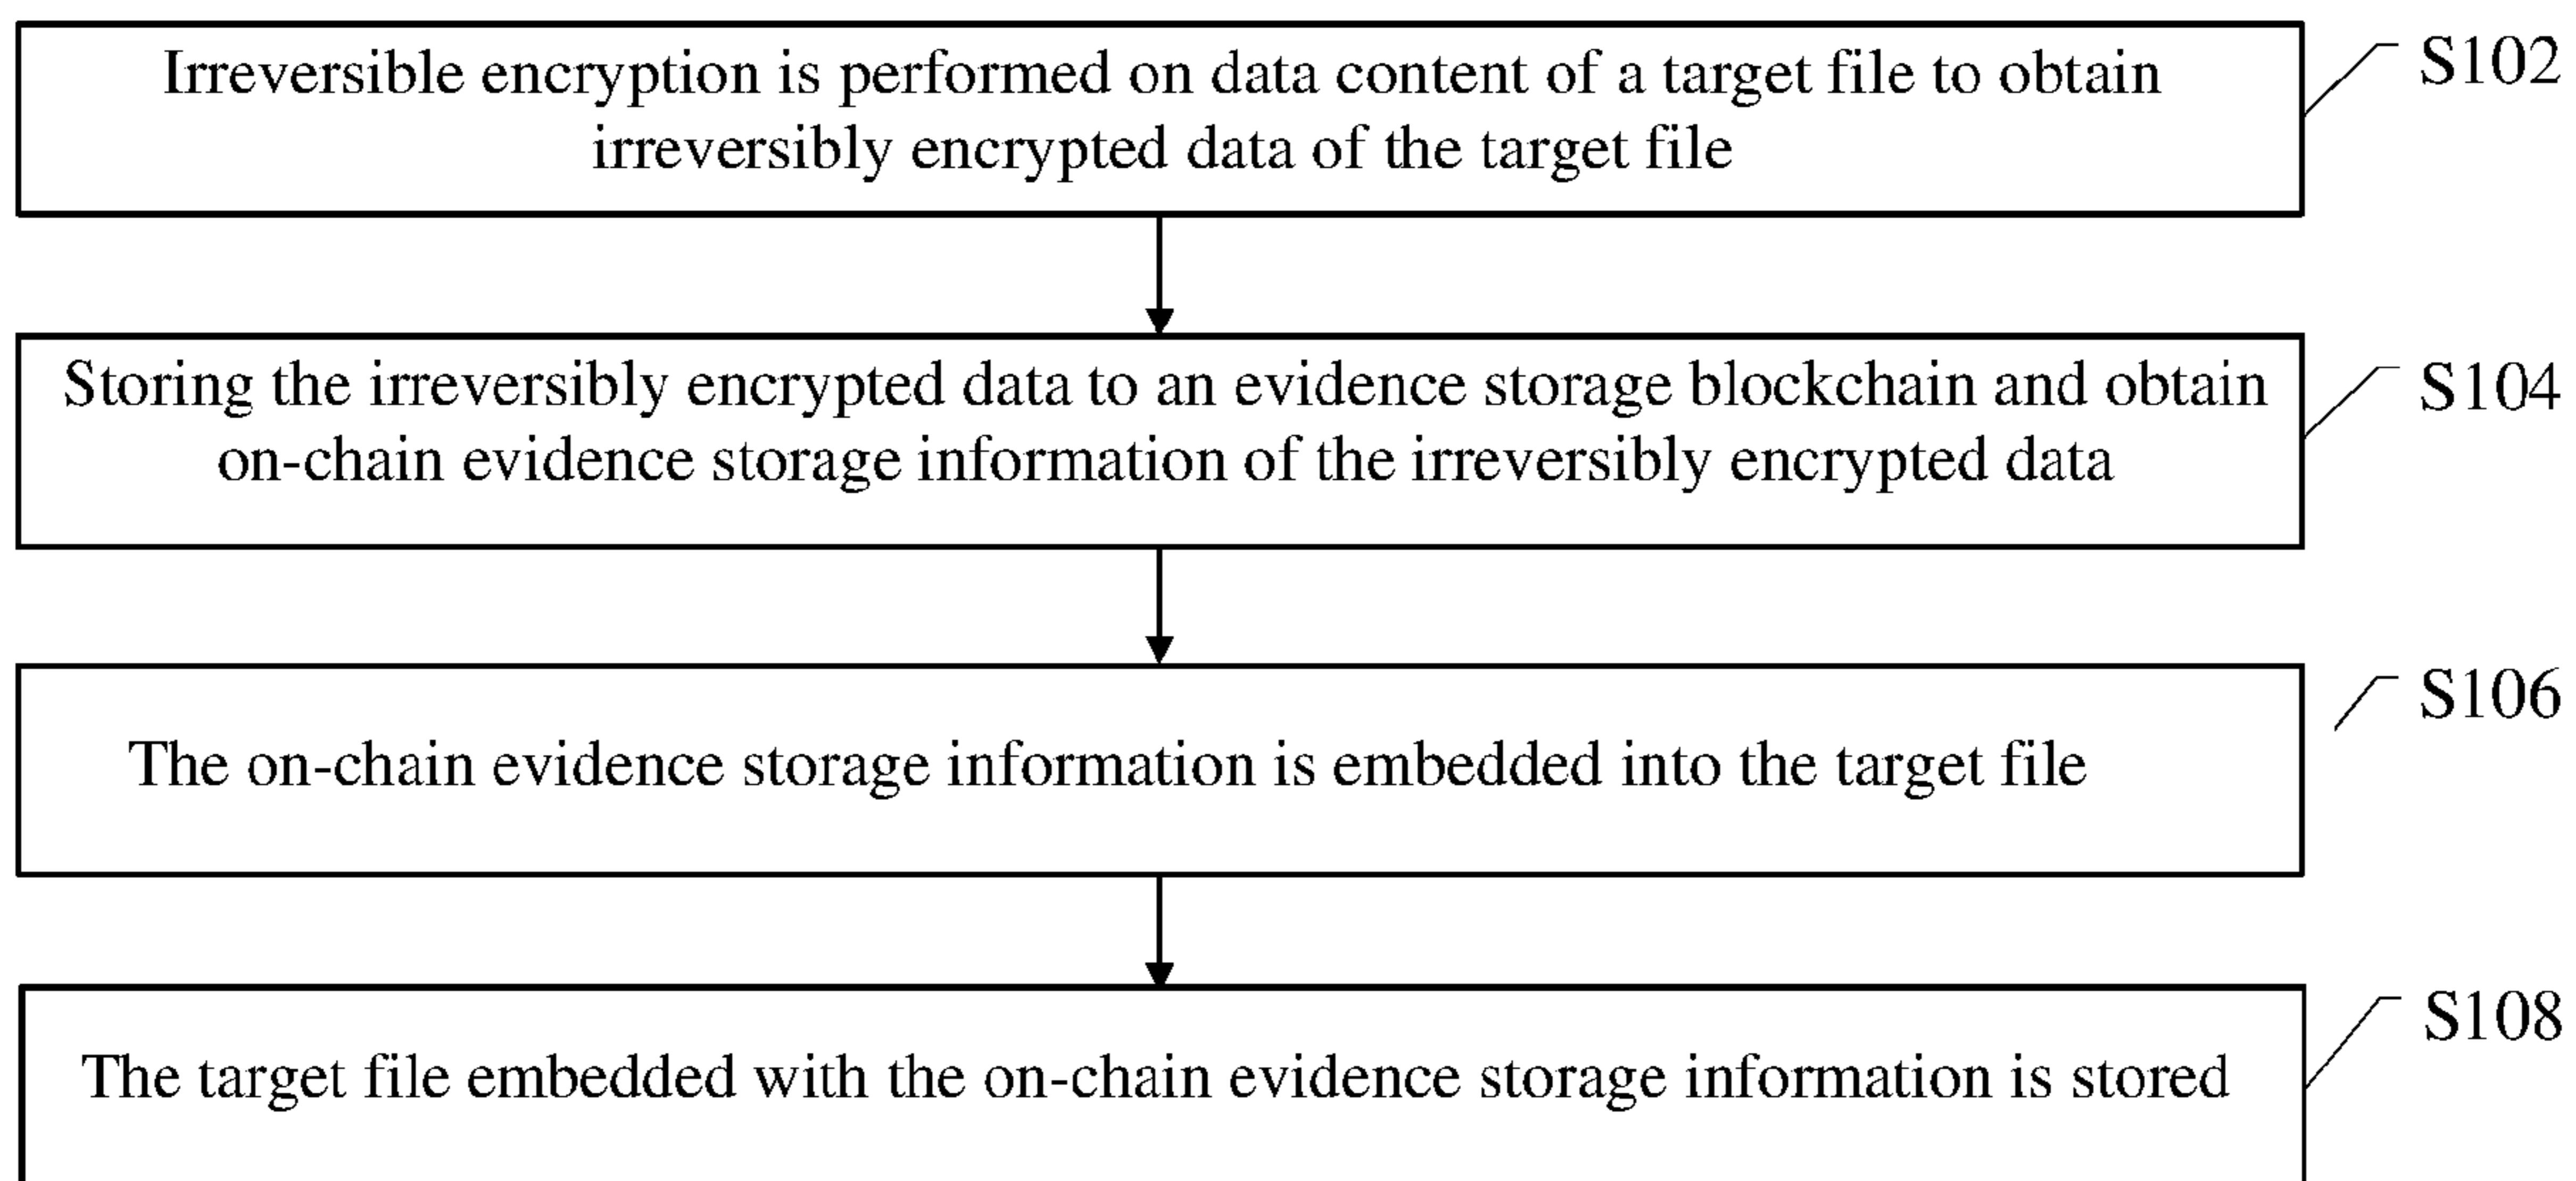 Irreversible encryption is performed on data content of a target file to obtain
irreversibly encrypted data of the target file
S102
Storing the irreversibly encrypted data to an evidence storage blockchain and obtain
on-chain evidence storage information of the irreversibly encrypted data
S104
The on-chain evidence storage information is embedded into the target file
S106
The target file embedded with the on-chain evidence storage information is stored
S108